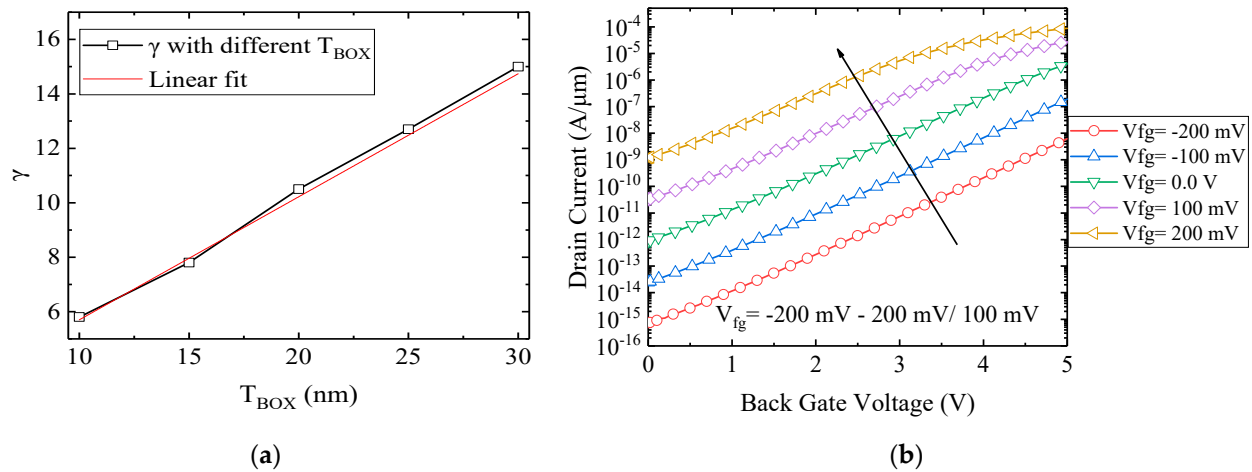 16
14
12
10
8
6
γ
γ with different T_BOX
Linear fit
10
15
20
25
30
T_BOX (nm)
(a)
10⁻⁴
10⁻⁵
10⁻⁶
10⁻⁷
10⁻⁸
10⁻⁹
10⁻¹⁰
10⁻¹¹
10⁻¹²
10⁻¹³
10⁻¹⁴
10⁻¹⁵
10⁻¹⁶
Drain Current (A/μm)
V_fg= -200 mV - 200 mV/ 100 mV
0
1
2
3
4
5
Back Gate Voltage (V)
Vfg= -200 mV
Vfg= -100 mV
Vfg= 0.0 V
Vfg= 100 mV
Vfg= 200 mV
(b)